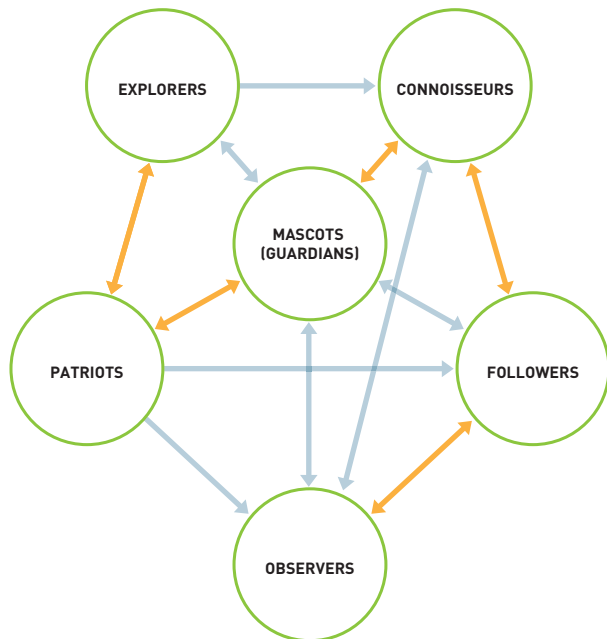 EXPLORERS
CONNOISSEURS
MASCOTS
(GUARDIANS)
PATRIOTS
FOLLOWERS
OBSERVERS